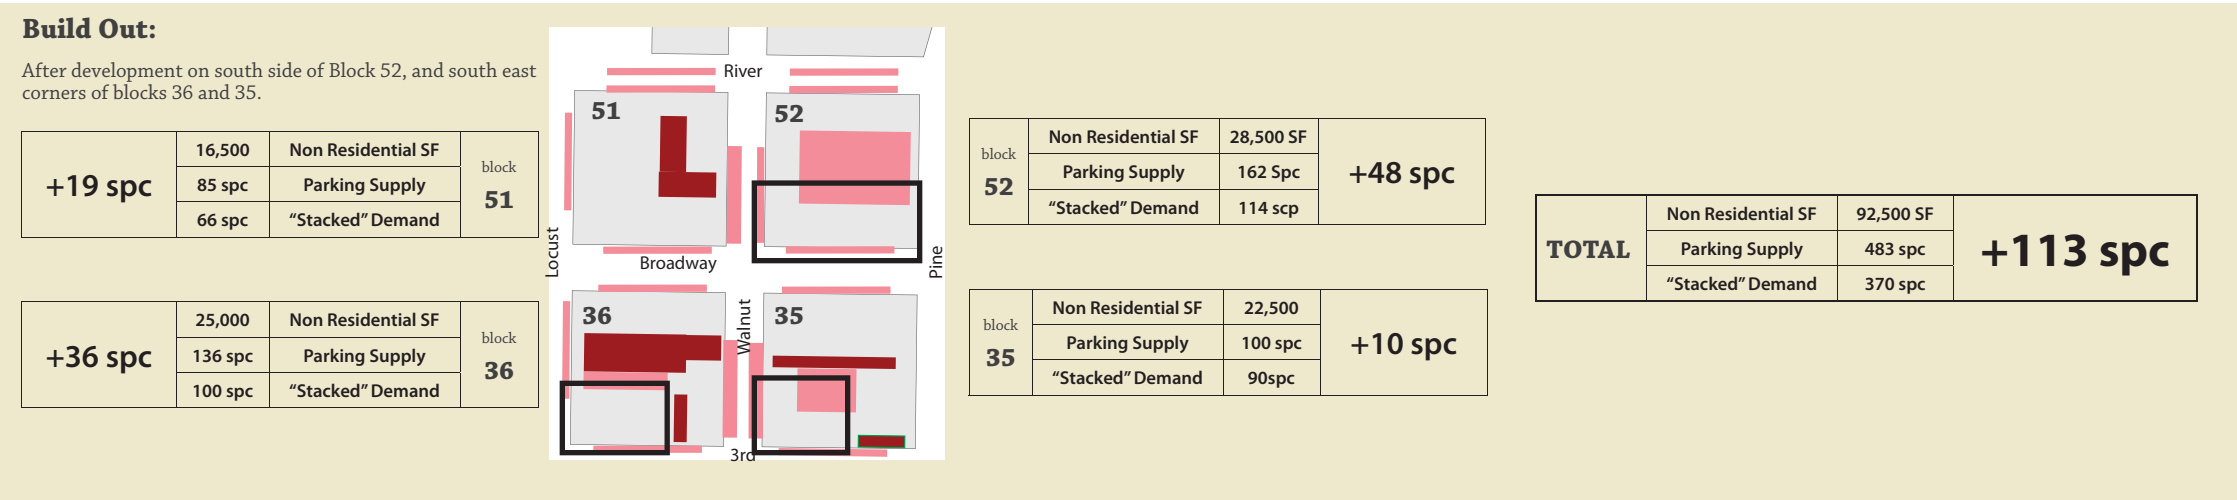 Build Out:
After development on south side of Block 52, and south east
corners of blocks 36 and 35.
+19 spc
16,500 Non Residential SF
85 spc Parking Supply
66 spc “Stacked” Demand
block
51
+36 spc
25,000 Non Residential SF
136 spc Parking Supply
100 spc “Stacked” Demand
block
36
River
51
52
Locust
Broadway
Pine
36
Walnut
35
3rd
block
52
Non Residential SF 28,500 SF
Parking Supply 162 Spc
“Stacked” Demand 114 scp
+48 spc
block
35
Non Residential SF 22,500
Parking Supply 100 spc
“Stacked” Demand 90spc
+10 spc
TOTAL
Non Residential SF 92,500 SF
Parking Supply 483 spc
“Stacked” Demand 370 spc
+113 spc